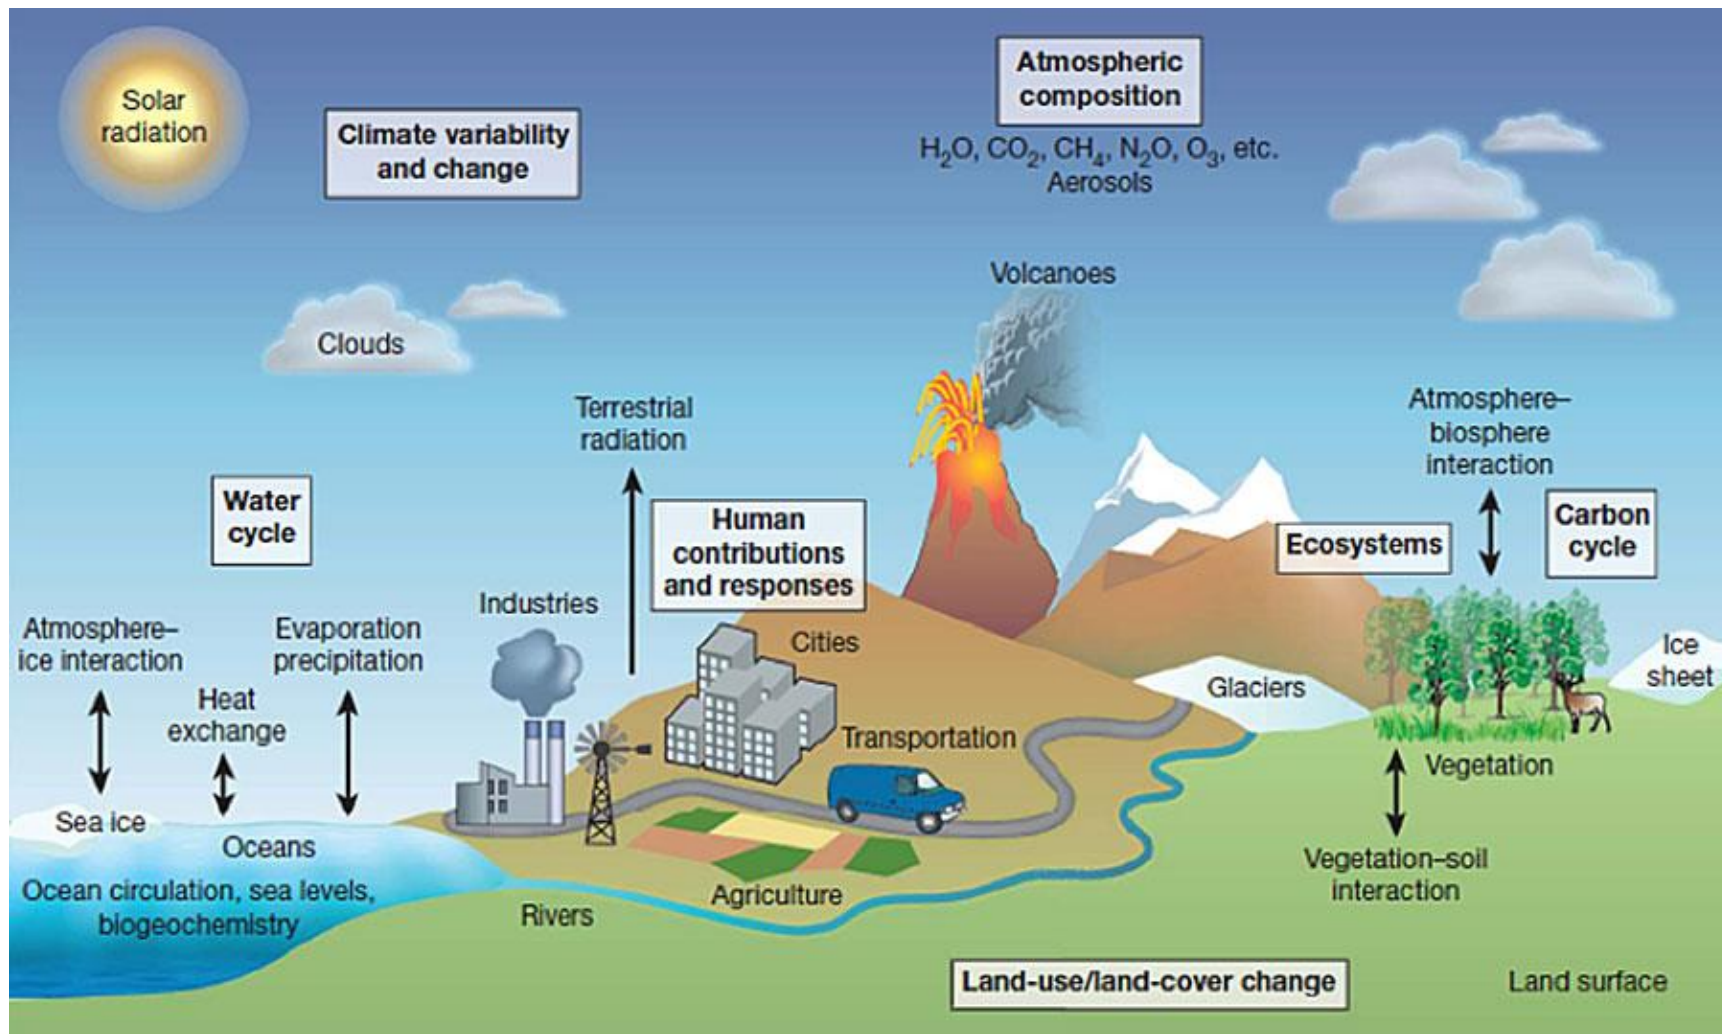 Solar
radiation
Climate variability
and change
Atmospheric
composition
H₂O, CO₂, CH₄, N₂O, O₃, etc.
Aerosols
Volcanoes
Clouds
Terrestrial
radiation
Atmosphere–
biosphere
interaction
Water
cycle
Human
contributions
and responses
Ecosystems
Carbon
cycle
Industries
Atmosphere–
ice interaction
Evaporation
precipitation
Cities
Ice
sheet
Heat
exchange
Glaciers
Transportation
Vegetation
Sea ice
Oceans
Ocean circulation, sea levels,
biogeochemistry
Rivers
Agriculture
Vegetation–soil
interaction
Land-use/land-cover change
Land surface